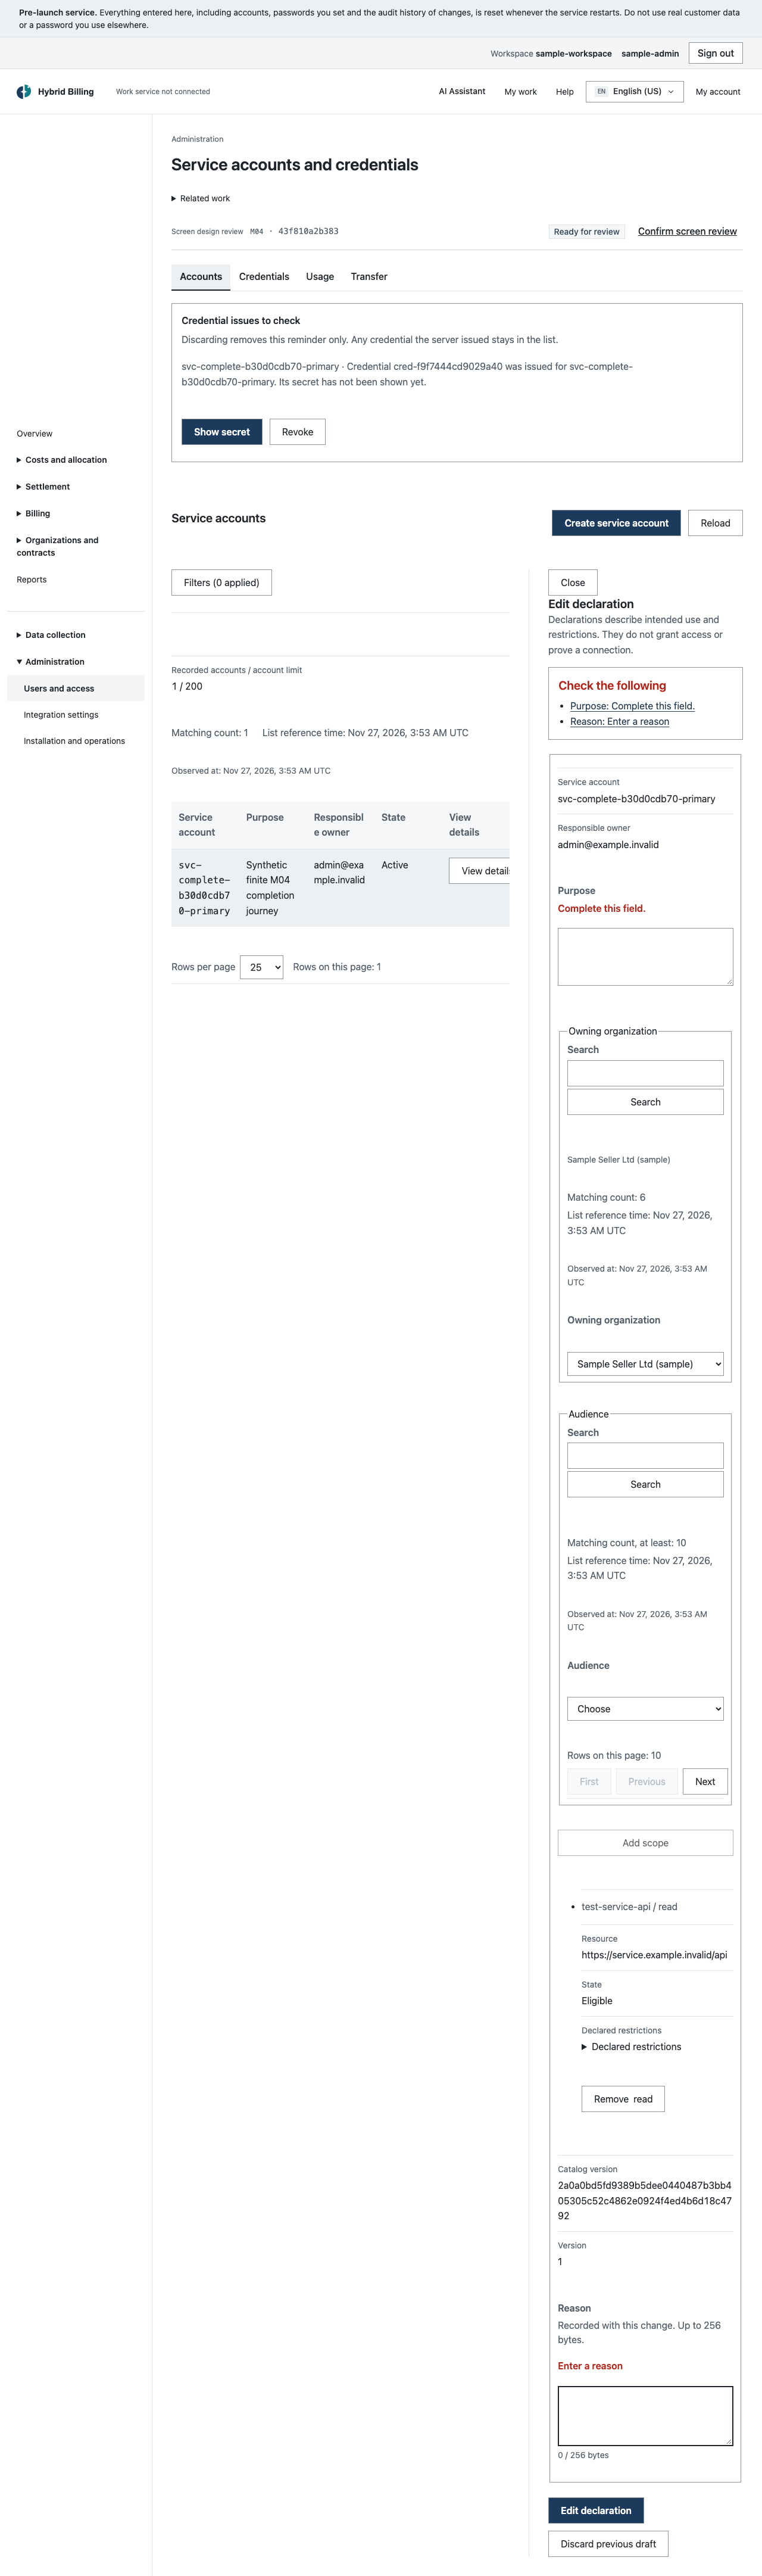 Pre-launch service. Everything entered here, including accounts, passwords you set and the audit history of changes, is reset whenever the service restarts. Do not use real customer data
or a password you use elsewhere.
Workspace sample-workspace sample-admin Sign out
Hybrid Billing Work service not connected AI Assistant My work Help EN English (US) My account
Administration
Service accounts and credentials
Related work
Screen design review M04 · 43f810a2b383 Ready for review Confirm screen review
Accounts Credentials Usage Transfer
Credential issues to check
Discarding removes this reminder only. Any credential the server issued stays in the list.
svc-complete-b30d0cdb70-primary · Credential cred-f9f7444cd9029a40 was issued for svc-complete-
b30d0cdb70-primary. Its secret has not been shown yet.
Show secret Revoke
Overview
Costs and allocation
Settlement
Billing
Organizations and
contracts
Reports
Data collection
Administration
Users and access
Integration settings
Installation and operations
Service accounts Create service account Reload
Filters (0 applied)
Recorded accounts / account limit
1 / 200
Matching count: 1 List reference time: Nov 27, 2026, 3:53 AM UTC
Observed at: Nov 27, 2026, 3:53 AM UTC
Service
account
Purpose
Responsibl
e owner
State
View
details
svc-
complete-
b30d0cdb7
0-primary
Synthetic
finite M04
completion
journey
admin@exa
mple.invalid
Active
View detail
Rows per page 25 Rows on this page: 1
Close
Edit declaration
Declarations describe intended use and
restrictions. They do not grant access or
prove a connection.
Check the following
• Purpose: Complete this field.
• Reason: Enter a reason
Service account
svc-complete-b30d0cdb70-primary
Responsible owner
admin@example.invalid
Purpose
Complete this field.
Owning organization
Search
Search
Sample Seller Ltd (sample)
Matching count: 6
List reference time: Nov 27, 2026,
3:53 AM UTC
Observed at: Nov 27, 2026, 3:53 AM
UTC
Owning organization
Sample Seller Ltd (sample)
Audience
Search
Search
Matching count, at least: 10
List reference time: Nov 27, 2026,
3:53 AM UTC
Observed at: Nov 27, 2026, 3:53 AM
UTC
Audience
Choose
Rows on this page: 10
First Previous Next
Add scope
• test-service-api / read
Resource
https://service.example.invalid/api
State
Eligible
Declared restrictions
Declared restrictions
Remove read
Catalog version
2a0a0bd5fd9389b5dee0440487b3bb4
05305c52c4862e0924f4ed4b6d18c47
92
Version
1
Reason
Recorded with this change. Up to 256
bytes.
Enter a reason
0 / 256 bytes
Edit declaration
Discard previous draft